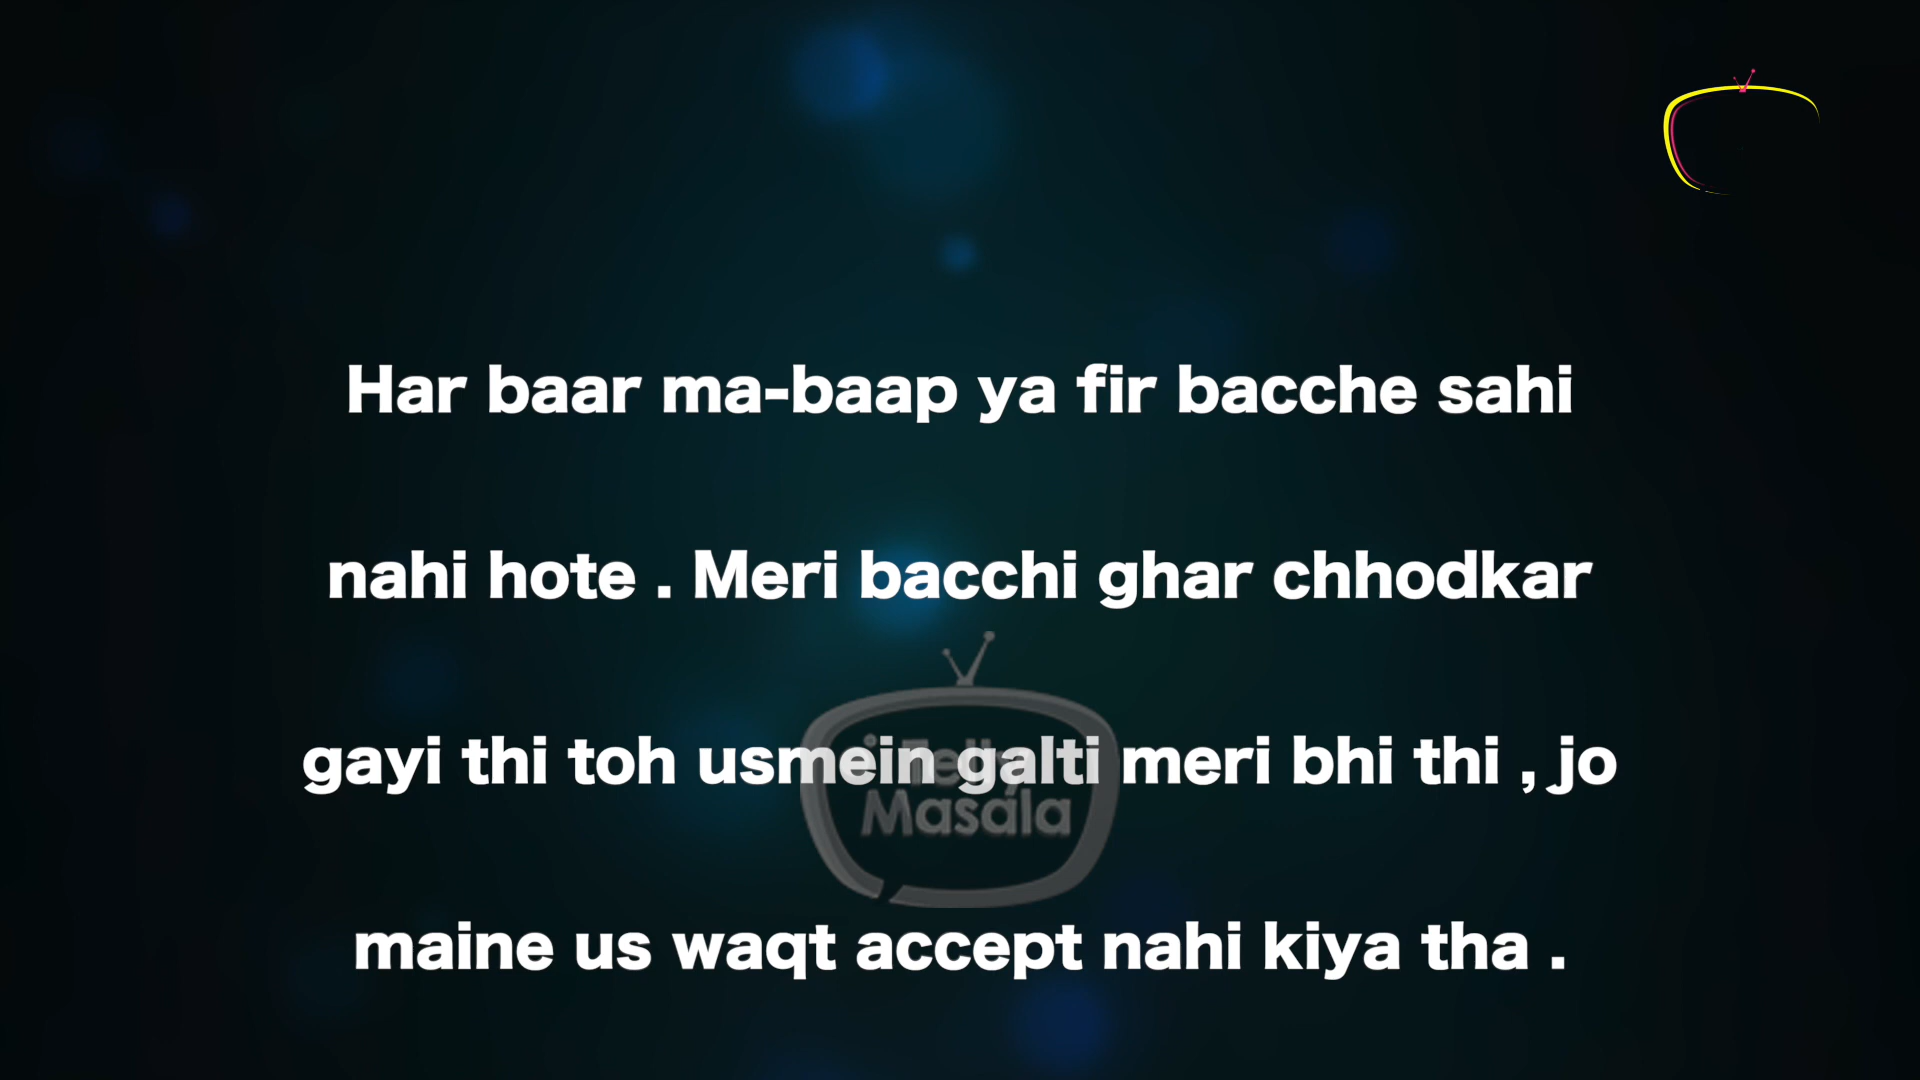 Har baar ma-baap ya fir bacche sahi
nahi hote . Meri bacchi ghar chhodkar
gayi thi toh usmein galti meri bhi thi , jo
Telly
Masala
maine us waqt accept nahi kiya tha .